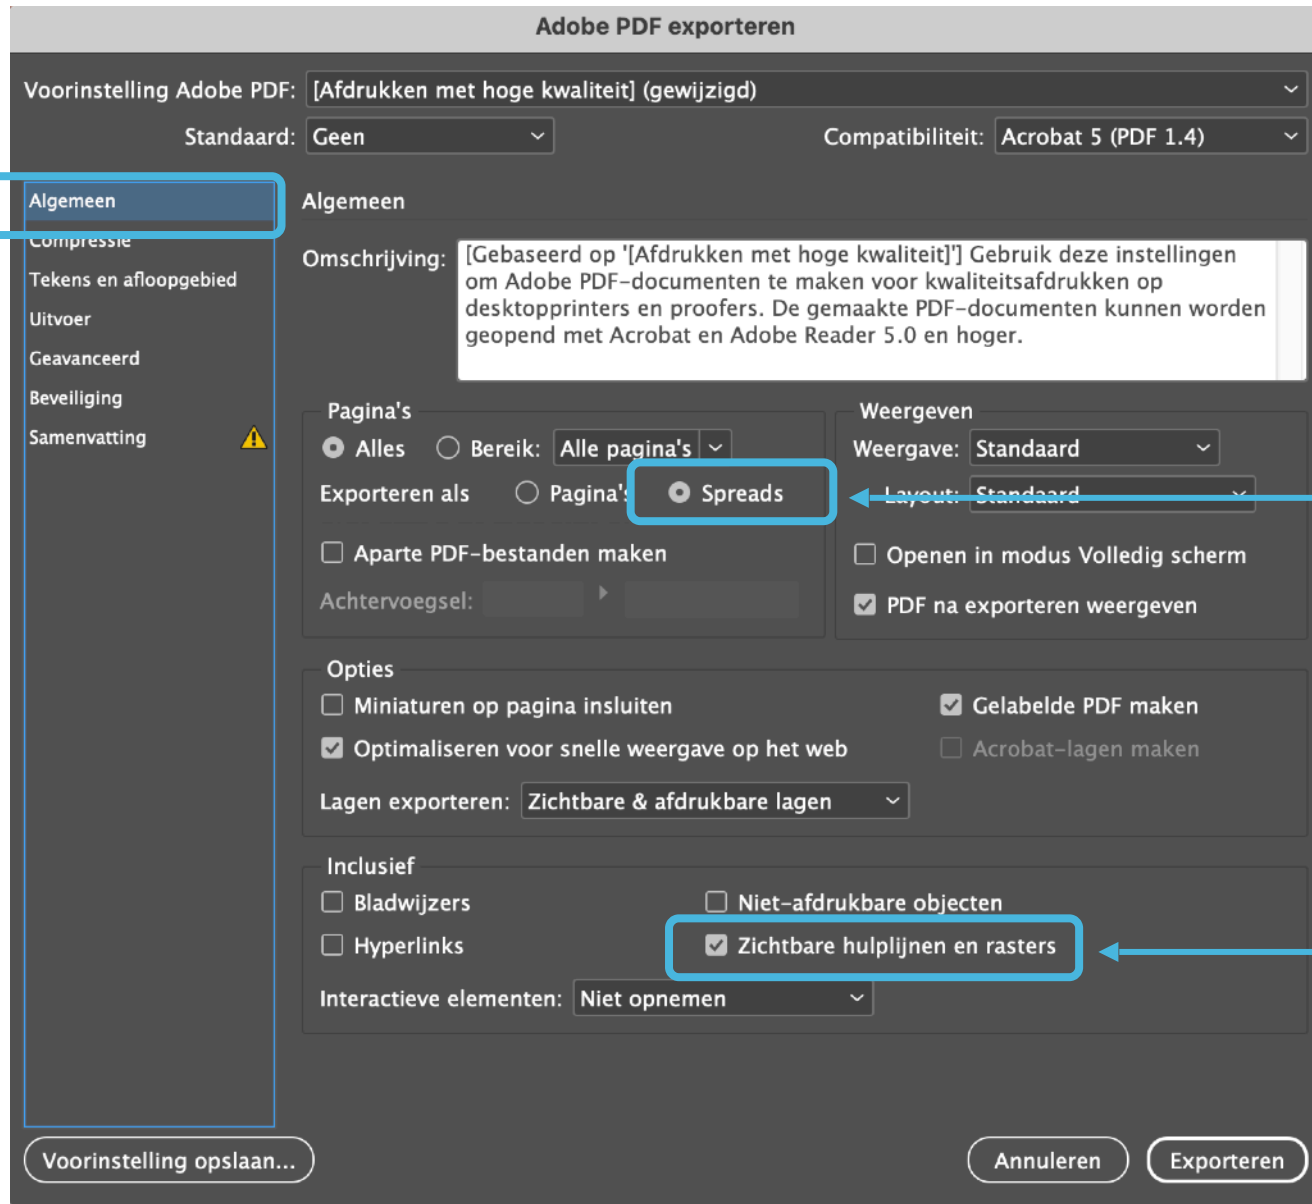 Adobe PDF exporteren
Voorinstelling Adobe PDF: [Afdrukken met hoge kwaliteit] (gewijzigd)
Standaard: Geen Compatibiliteit: Acrobat 5 (PDF 1.4)
Algemeen
Compressie
Tekens en afloopgebied
Uitvoer
Geavanceerd
Beveiliging
Samenvatting
Algemeen
Omschrijving: [Gebaseerd op '[Afdrukken met hoge kwaliteit]'] Gebruik deze instellingen
om Adobe PDF-documenten te maken voor kwaliteitsafdrukken op
desktopprinters en proofers. De gemaakte PDF-documenten kunnen worden
geopend met Acrobat en Adobe Reader 5.0 en hoger.
Pagina's
Alles Bereik: Alle pagina's
Exporteren als Pagina's Spreads
Aparte PDF-bestanden maken
Achtervoegsel:
Weergeven
Weergave: Standaard
Layout: Standaard
Openen in modus Volledig scherm
PDF na exporteren weergeven
Opties
Miniaturen op pagina insluiten Gelabelde PDF maken
Optimaliseren voor snelle weergave op het web Acrobat-lagen maken
Lagen exporteren: Zichtbare & afdrukbare lagen
Inclusief
Bladwijzers Niet-afdrukbare objecten
Hyperlinks Zichtbare hulplijnen en rasters
Interactieve elementen: Niet opnemen
Voorinstelling opslaan... Annuleren Exporteren